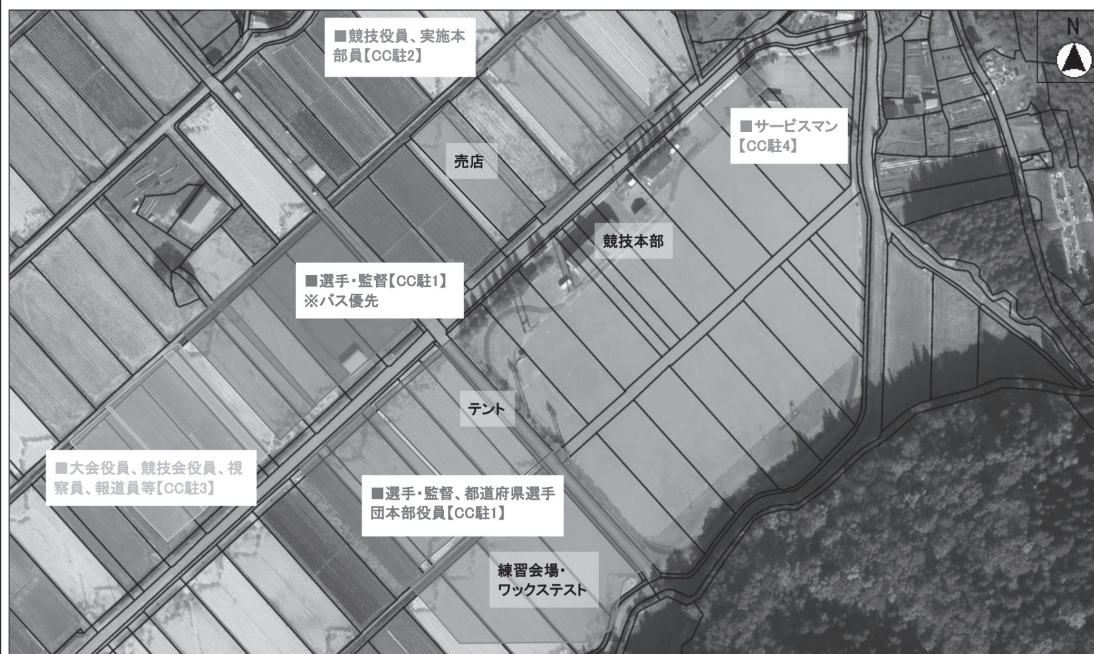 ■競技役員、実施本
部員【CC駐2】
N
■サービスマン
【CC駐4】
売店
競技本部
■選手・監督【CC駐1】
※バス優先
テント
■大会役員、競技会役員、視
察員、報道員等【CC駐3】
■選手・監督、都道府県選手
団本部役員【CC駐1】
練習会場・
ワックステスト